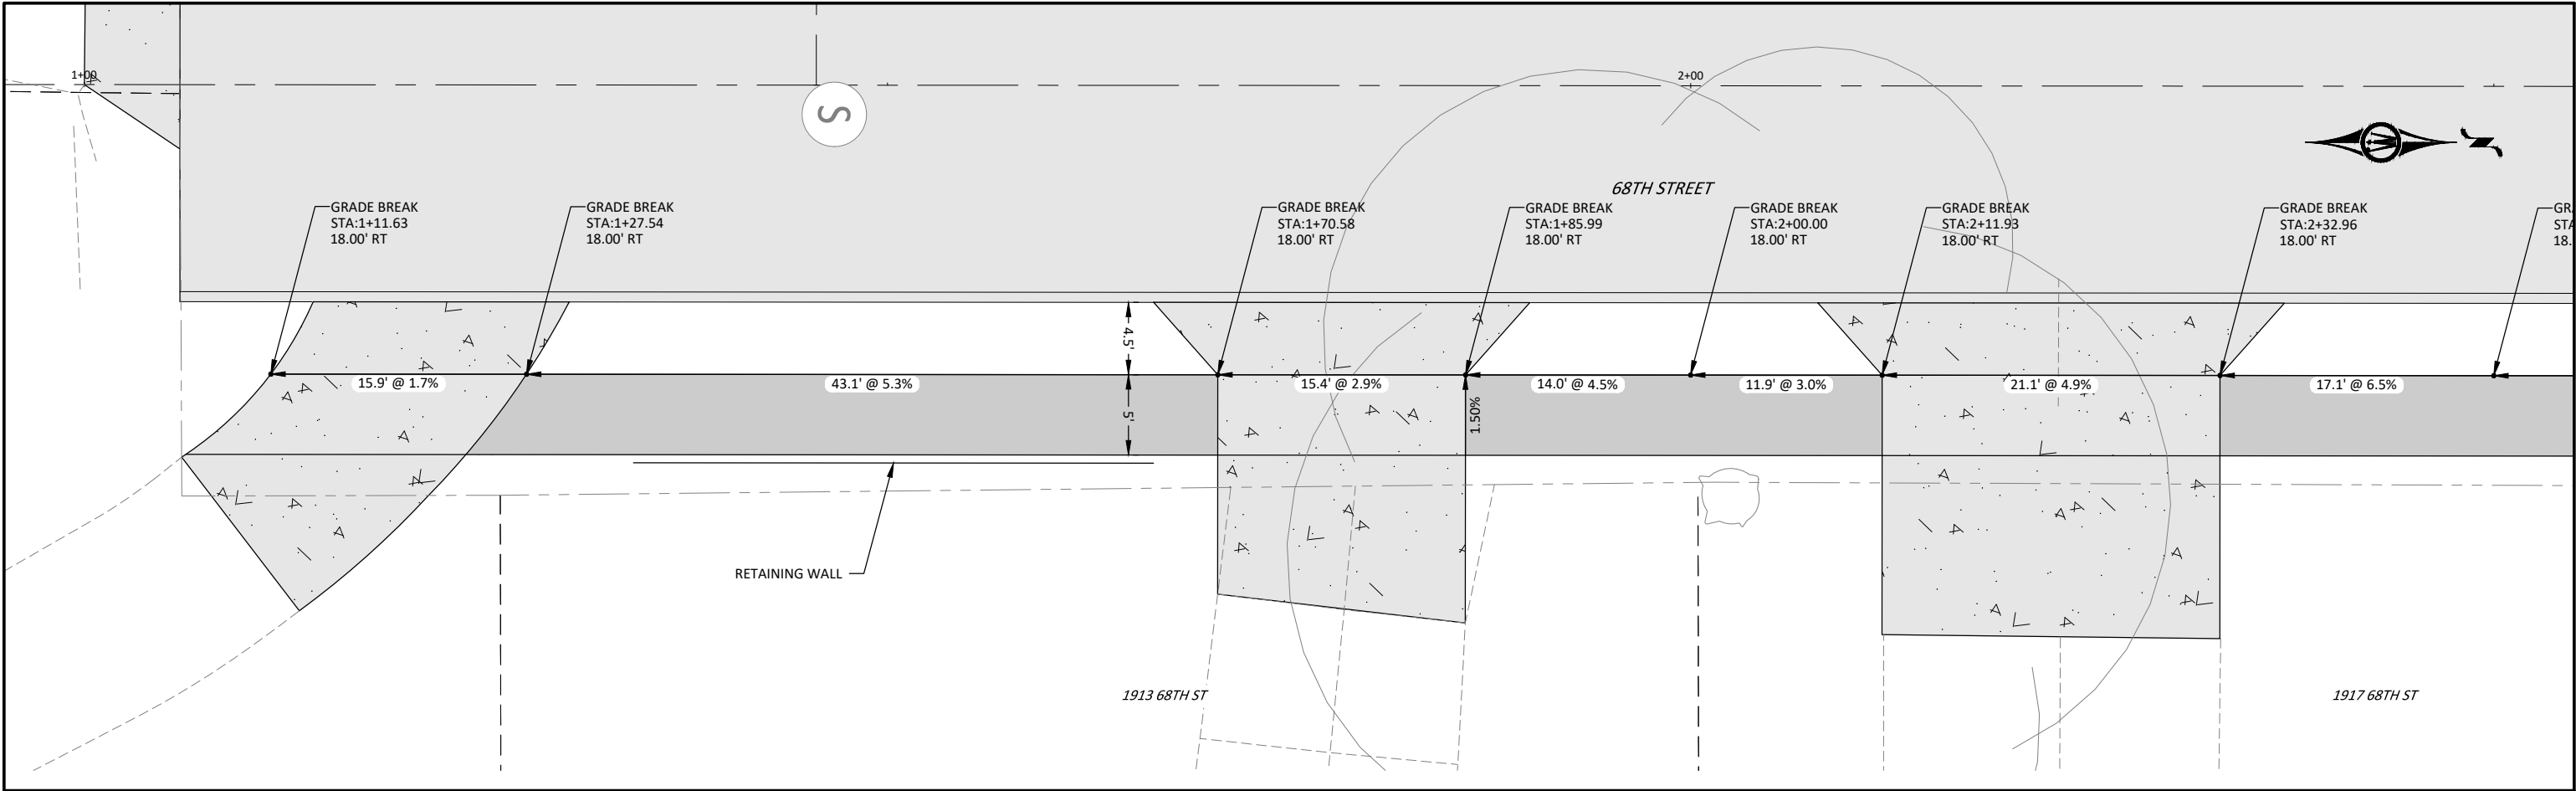 1+00
2+00
S
N
68TH STREET
GRADE BREAK
STA:1+11.63
18.00' RT
GRADE BREAK
STA:1+27.54
18.00' RT
GRADE BREAK
STA:1+70.58
18.00' RT
GRADE BREAK
STA:1+85.99
18.00' RT
GRADE BREAK
STA:2+00.00
18.00' RT
GRADE BREAK
STA:2+11.93
18.00' RT
GRADE BREAK
STA:2+32.96
18.00' RT
GR
STA
18.
4.5'
15.9' @ 1.7%
43.1' @ 5.3%
15.4' @ 2.9%
14.0' @ 4.5%
11.9' @ 3.0%
21.1' @ 4.9%
17.1' @ 6.5%
5'
1.50%
RETAINING WALL
1913 68TH ST
1917 68TH ST